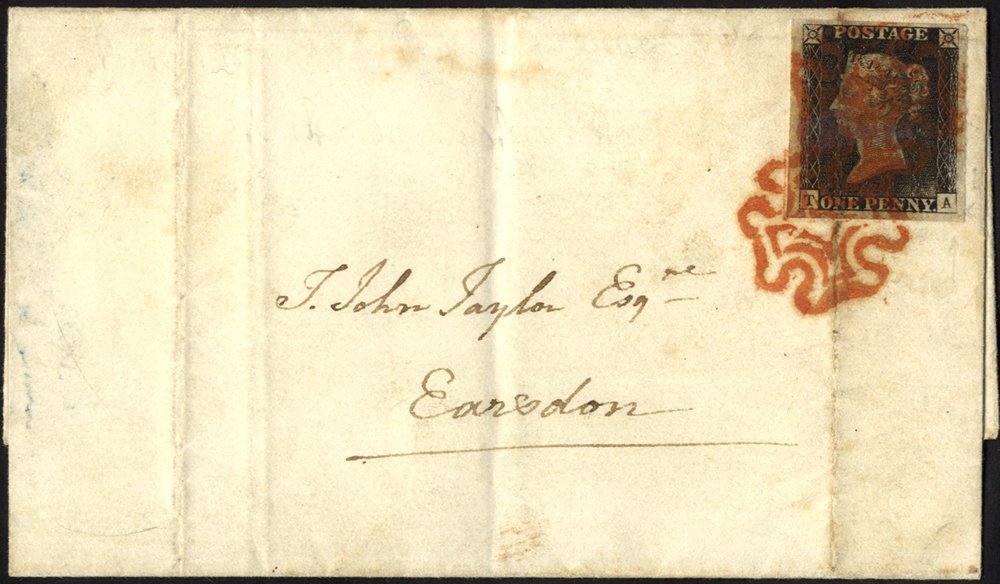 POSTAGE
T ONE PENNY A
T. John Taylor Esqre
Earsdon